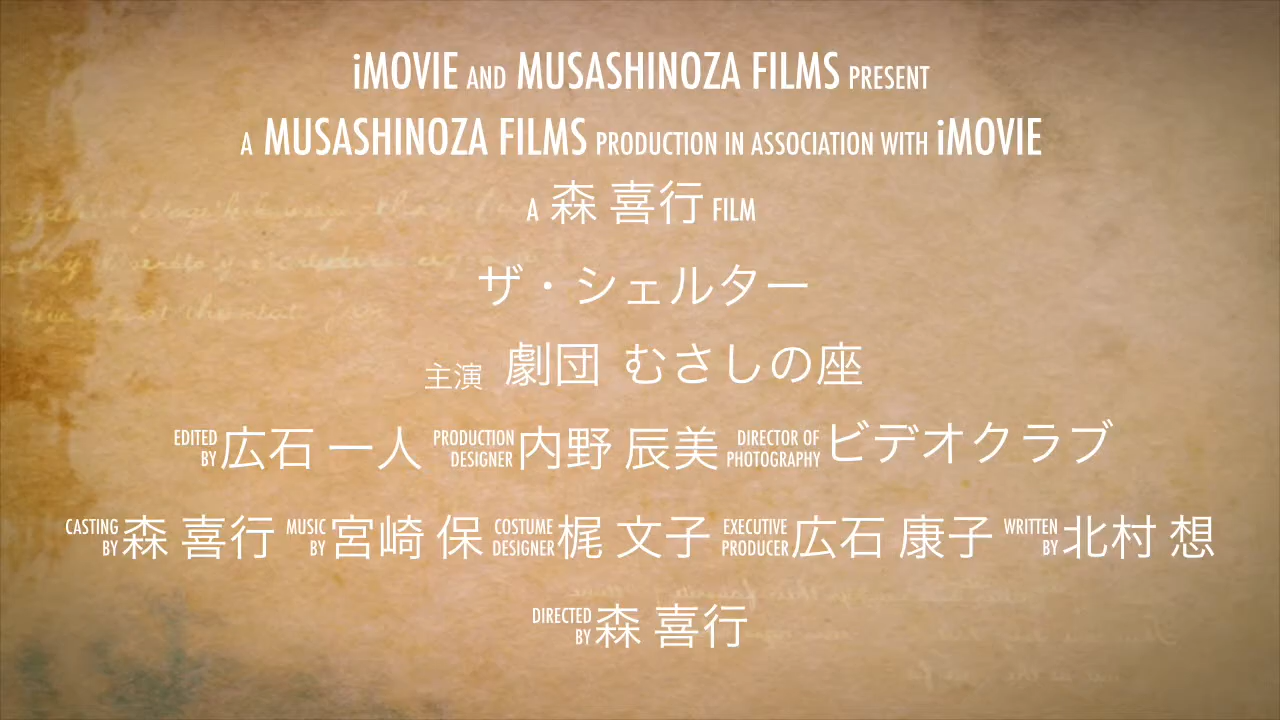 iMOVIE AND MUSASHINOZA FILMS PRESENT
A MUSASHINOZA FILMS PRODUCTION IN ASSOCIATION WITH iMOVIE
A 森 喜行 FILM
ザ・シェルター
主演 劇団 むさしの座
EDITED BY 広石 一人 PRODUCTION DESIGNER 内野 辰美 DIRECTOR OF PHOTOGRAPHY ビデオクラブ
CASTING BY 森 喜行 MUSIC BY 宮崎 保 COSTUME DESIGNER 梶 文子 EXECUTIVE PRODUCER 広石 康子 WRITTEN BY 北村 想
DIRECTED BY 森 喜行